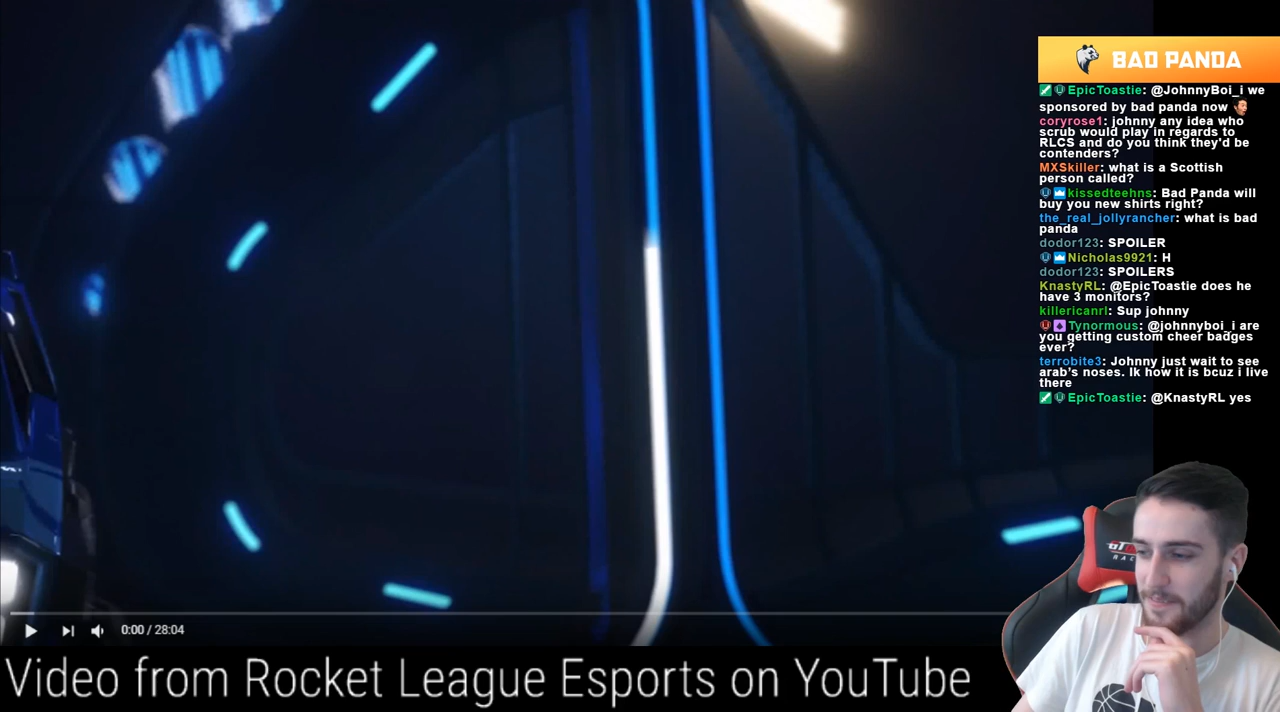 BAD PANDA
EpicToastie: @JohnnyBoi_i we
sponsored by bad panda now
coryrose1: johnny any idea who
scrub would play in regards to
RLCS and do you think they'd be
contenders?
MXSkiller: what is a Scottish
person called?
kissedteehns: Bad Panda will
buy you new shirts right?
the_real_jollyrancher: what is bad
panda
dodor123: SPOILER
Nicholas9921: H
dodor123: SPOILERS
KnastyRL: @EpicToastie does he
have 3 monitors?
killericanrl: Sup johnny
Tynormous: @johnnyboi_i are
you getting custom cheer badges
ever?
terrobite3: Johnny just wait to see
arab's noses. Ik how it is bcuz i live
there
EpicToastie: @KnastyRL yes
0:00 / 28:04
Video from Rocket League Esports on YouTube